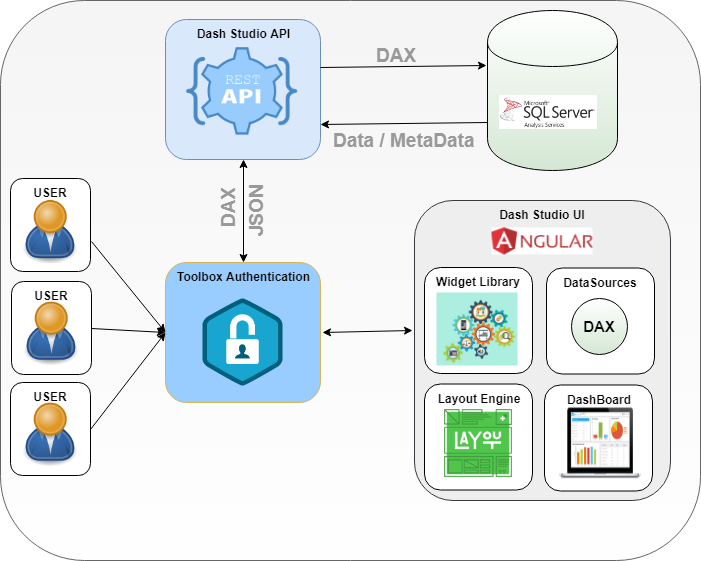 Dash Studio API
REST
API
DAX
Data / MetaData
Microsoft
SQL Server
Analysis Services
DAX
JSON
USER
USER
USER
Toolbox Authentication
Dash Studio UI
ANGULAR
Widget Library
DataSources
DAX
Layout Engine
LAYOUT
DashBoard